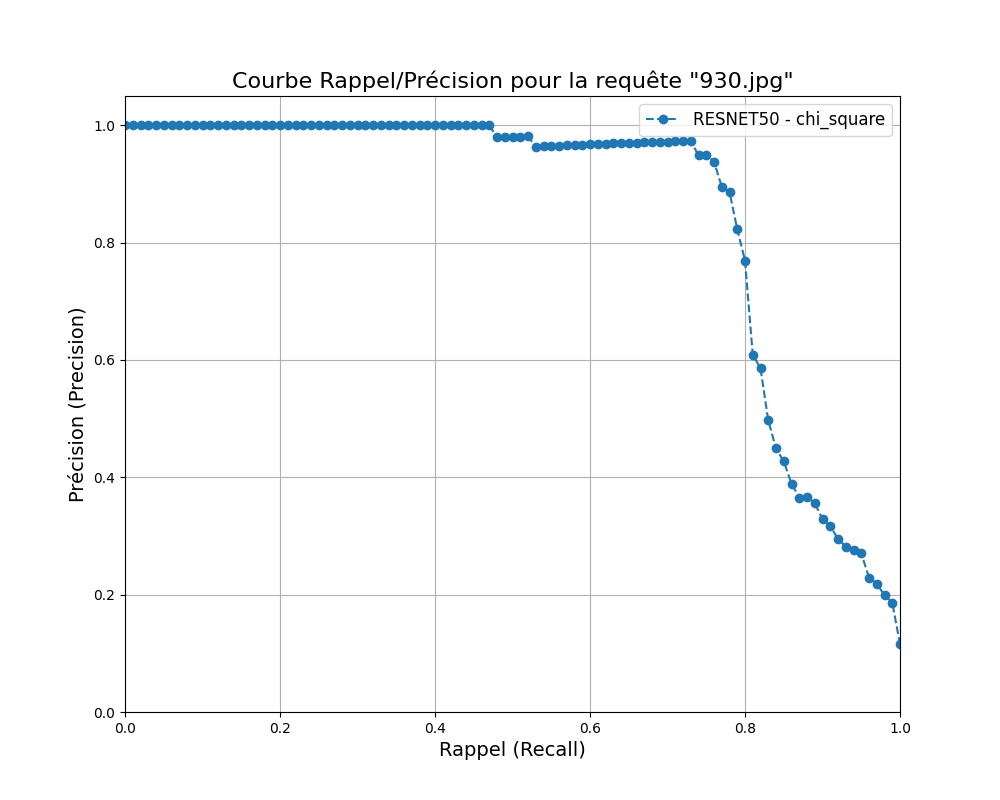 Courbe Rappel/Précision pour la requête "930.jpg"
RESNET50 - chi_square
1.0
0.8
0.6
0.4
0.2
0.0
Précision (Precision)
0.0 0.2 0.4 0.6 0.8 1.0
Rappel (Recall)